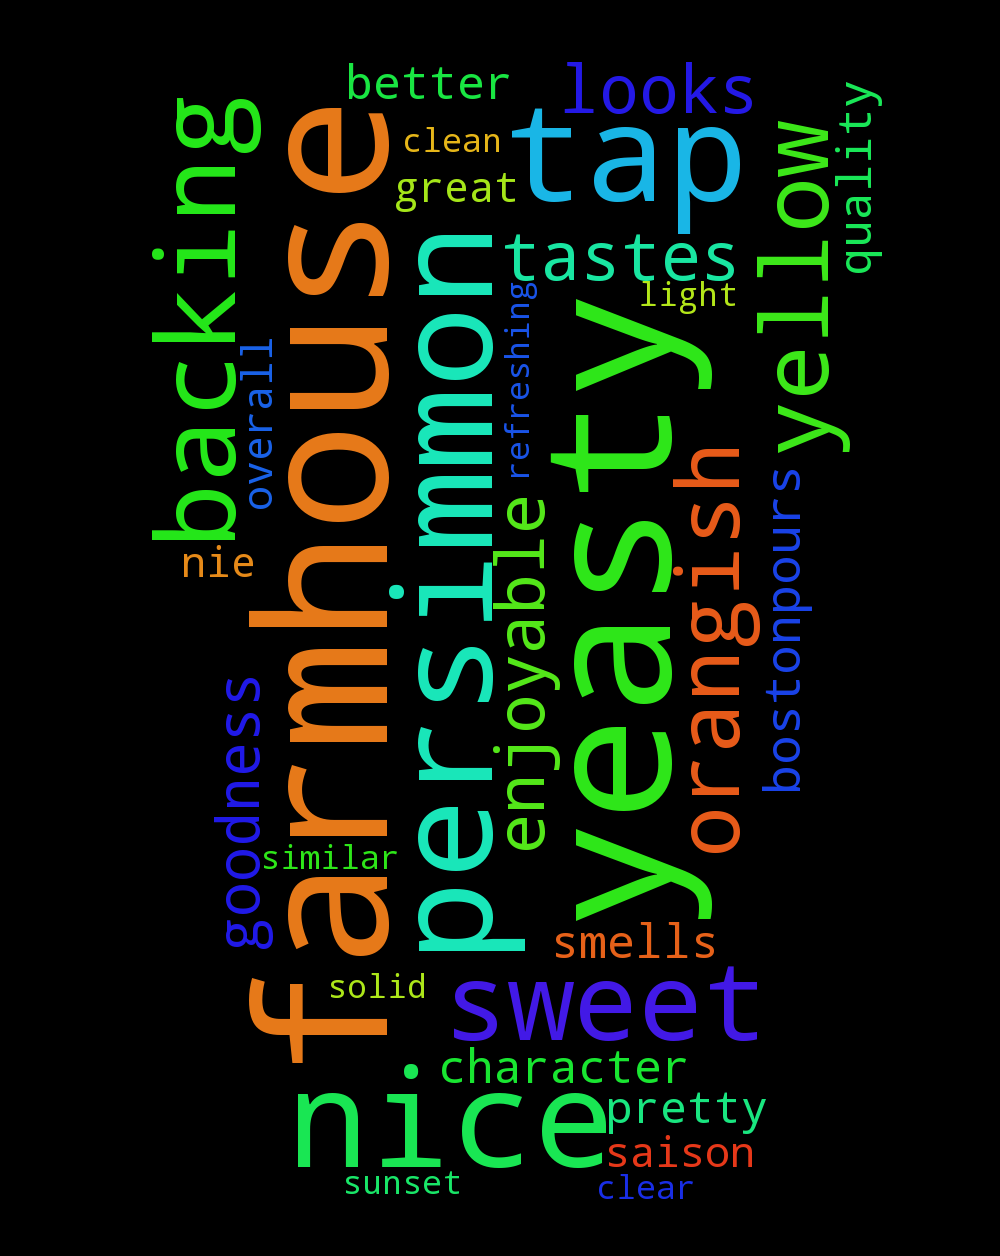 better
looks
clean
tap
great
backing
farmhouse
yellow
quality
persimmon
tastes
light
refreshing
yeasty
overall
orangish
bostonpours
enjoyable
nie
goodness
similar
smells
solid
sweet
character
nice
pretty
saison
sunset
clear